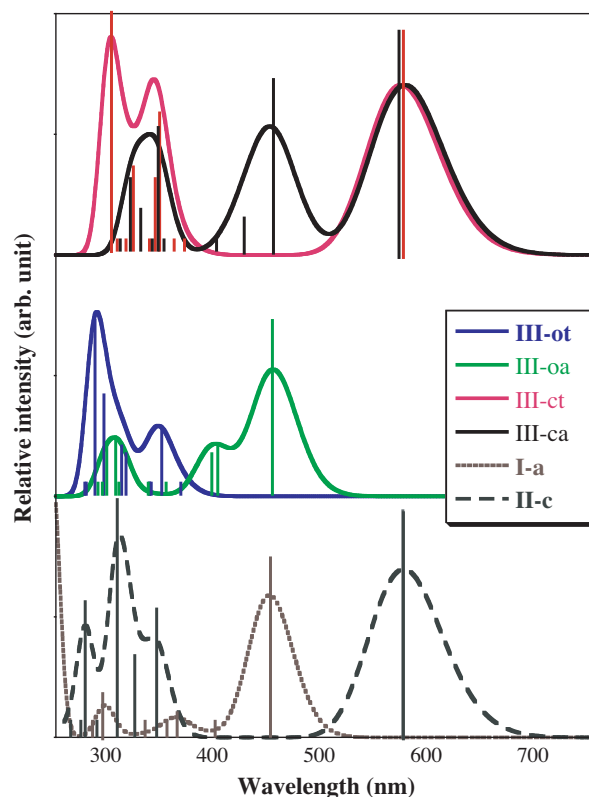 Relative intensity (arb. unit)
III-ot
III-oa
III-ct
III-ca
I-a
II-c
300 400 500 600 700
Wavelength (nm)